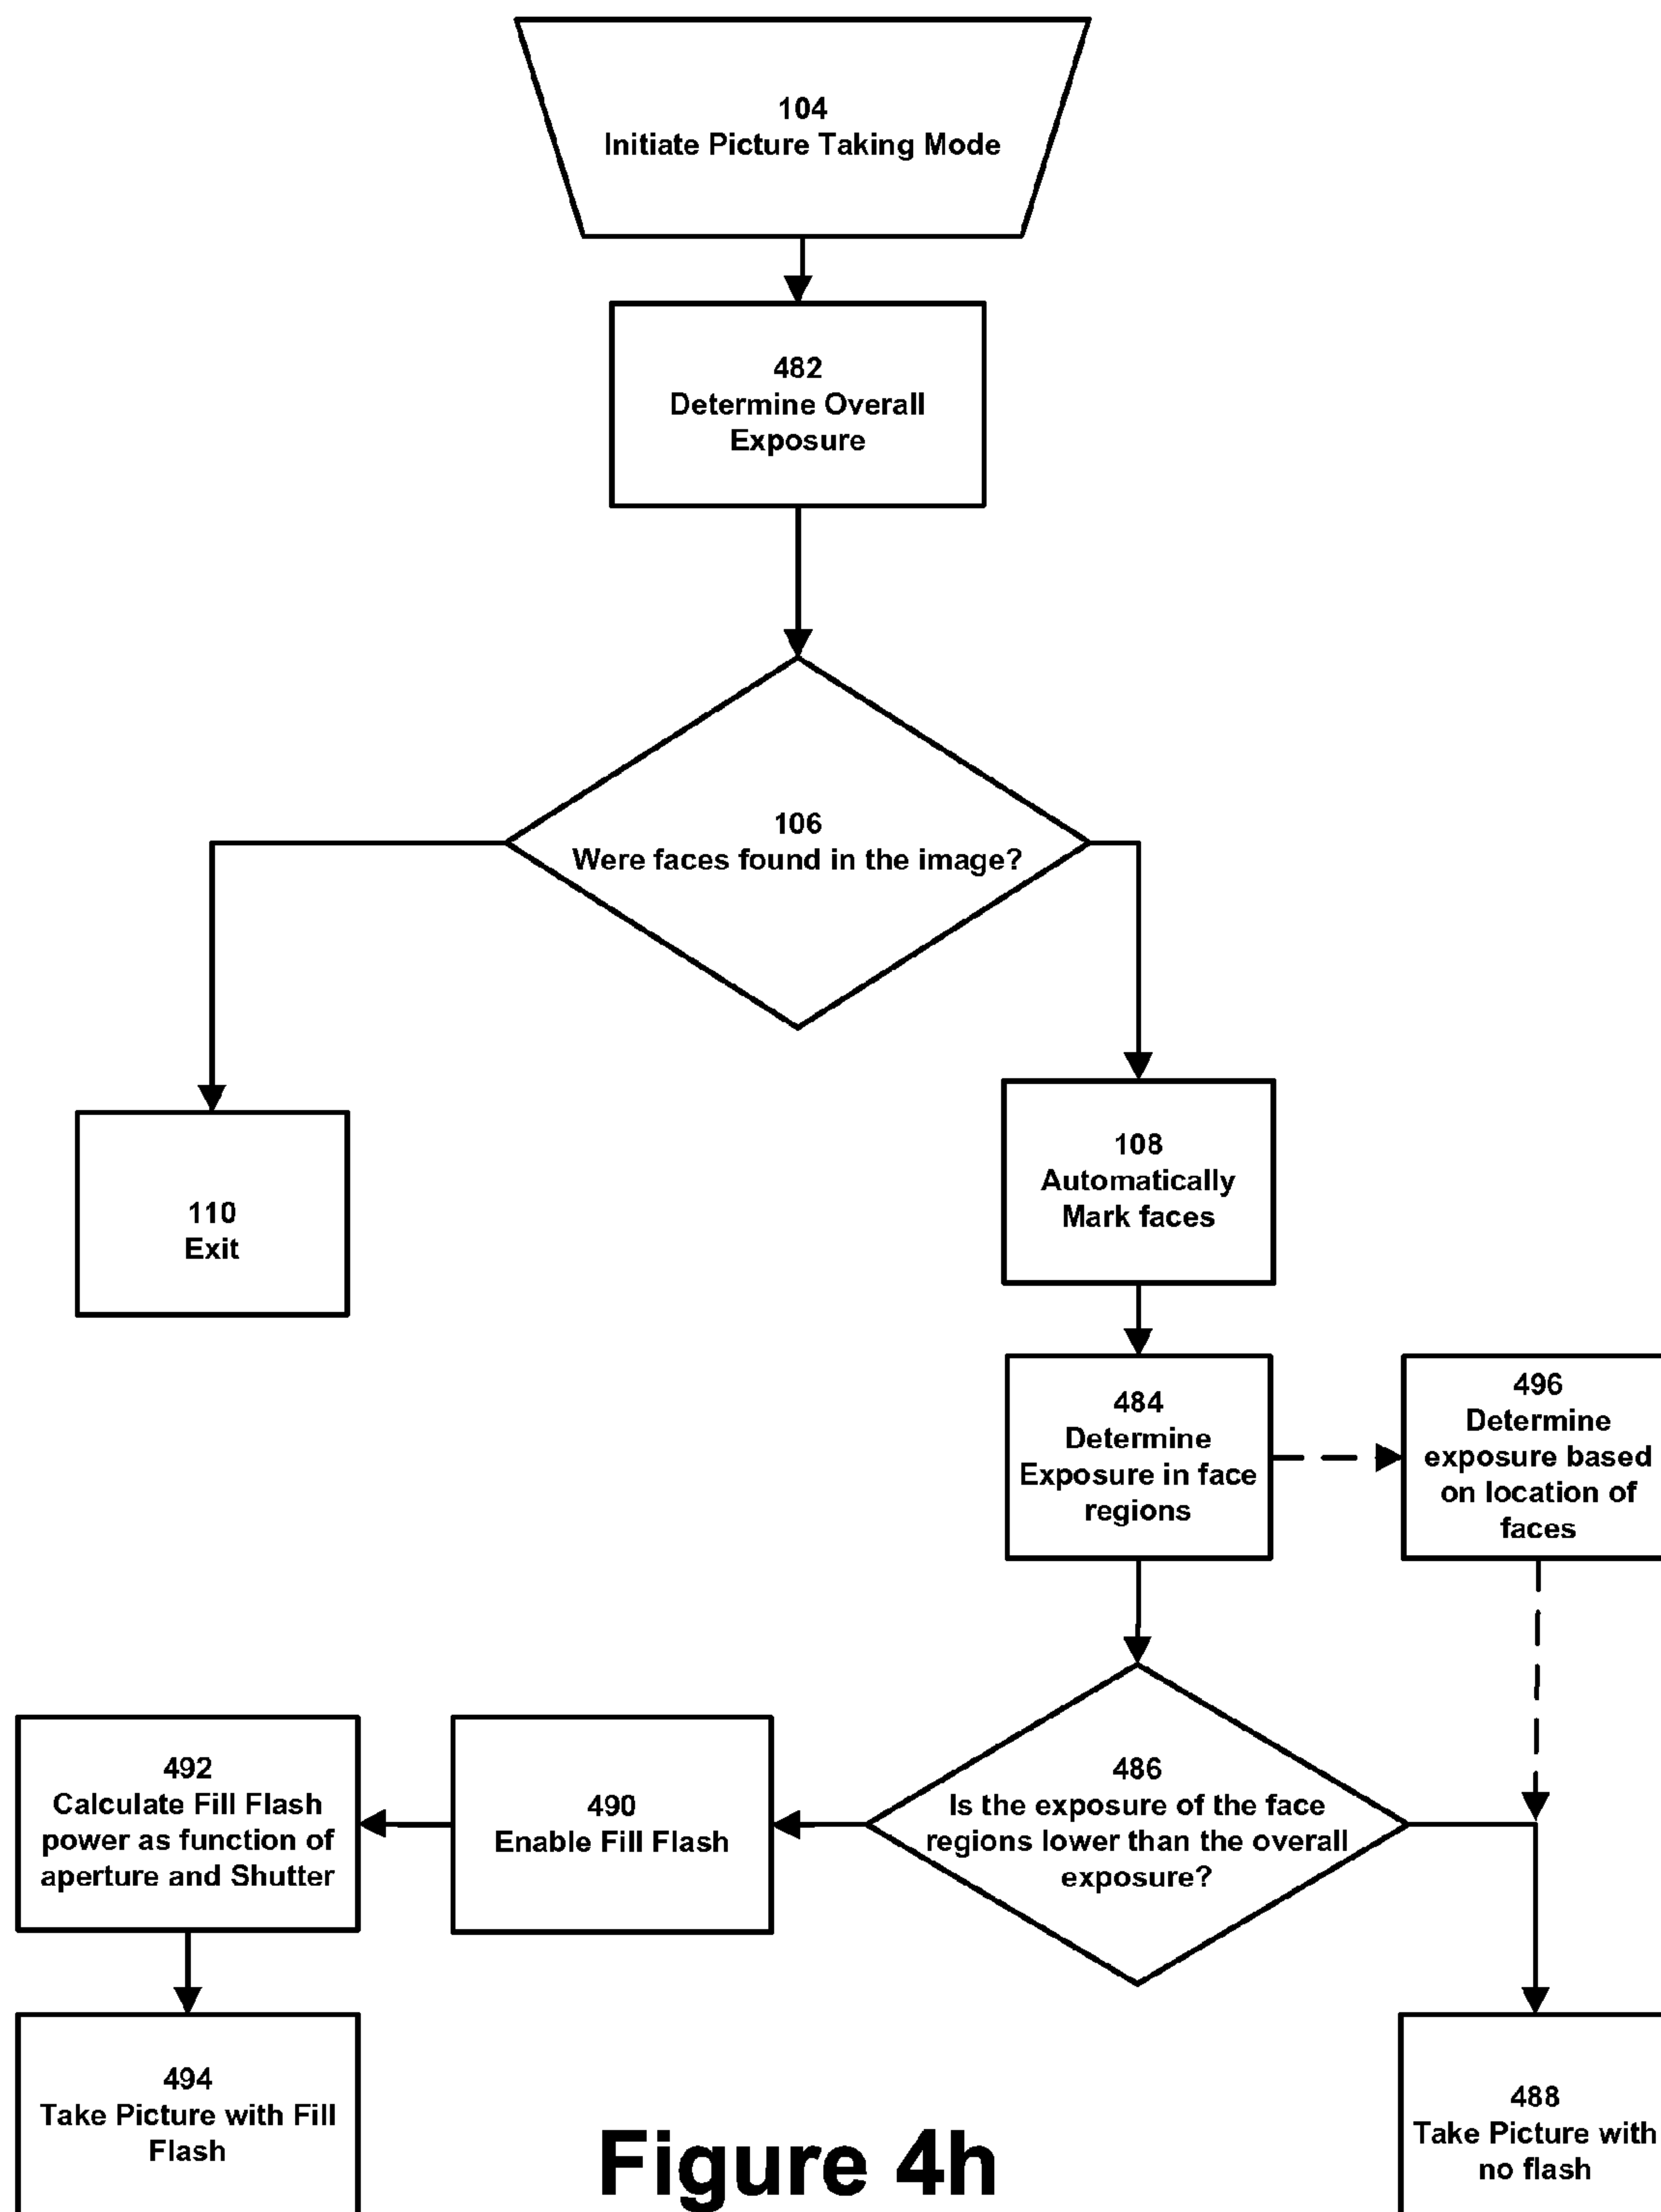 104
Initiate Picture Taking Mode
482
Determine Overall
Exposure
106
Were faces found in the image?
110
Exit
108
Automatically
Mark faces
484
Determine
Exposure in face
regions
496
Determine
exposure based
on location of
faces
486
Is the exposure of the face
regions lower than the overall
exposure?
490
Enable Fill Flash
492
Calculate Fill Flash
power as function of
aperture and Shutter
494
Take Picture with Fill
Flash
488
Take Picture with
no flash
Figure 4h